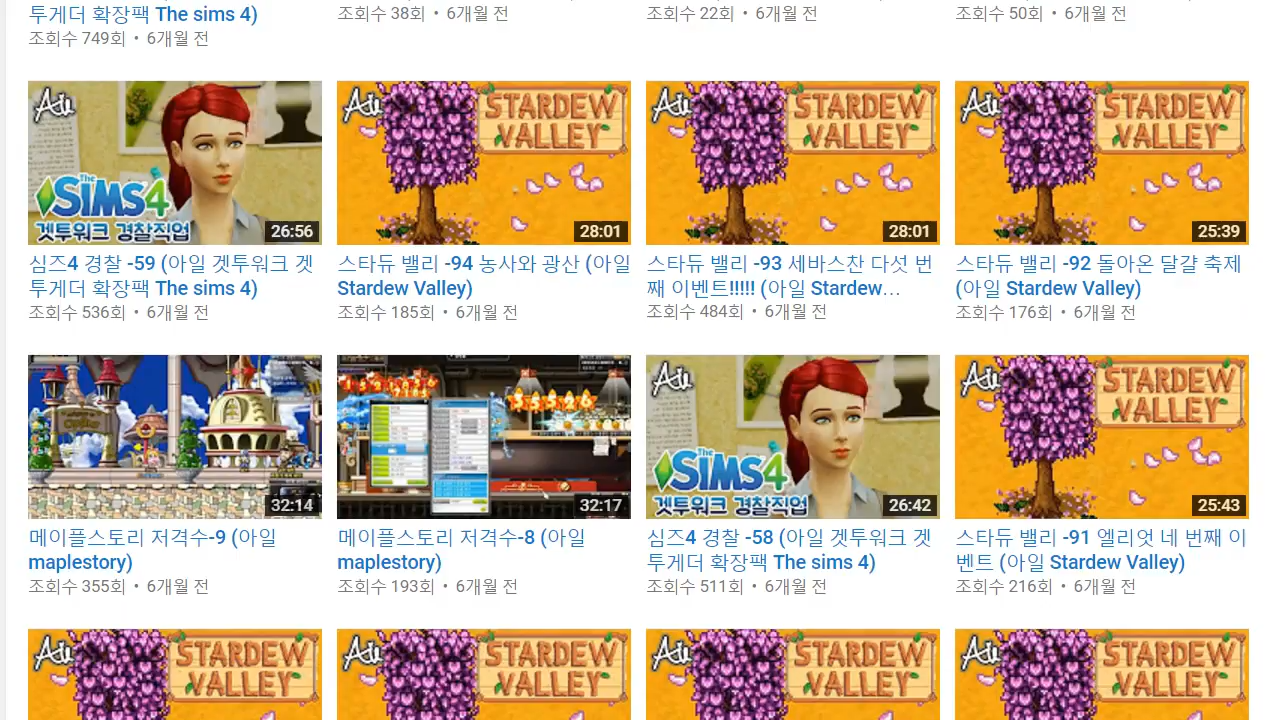 투게더 확장팩 The sims 4)
조회수 749회 • 6개월 전
조회수 38회 • 6개월 전
조회수 22회 • 6개월 전
조회수 50회 • 6개월 전
The SIMS 4
겟투워크 경찰직업
26:56
STARDEW
VALLEY
28:01
STARDEW
VALLEY
28:01
STARDEW
VALLEY
25:39
심즈4 경찰 -59 (아일 겟투워크 겟
투게더 확장팩 The sims 4)
조회수 536회 • 6개월 전
스타듀 밸리 -94 농사와 광산 (아일
Stardew Valley)
조회수 185회 • 6개월 전
스타듀 밸리 -93 세바스찬 다섯 번
째 이벤트!!!!! (아일 Stardew...
조회수 484회 • 6개월 전
스타듀 밸리 -92 돌아온 달걀 축제
(아일 Stardew Valley)
조회수 176회 • 6개월 전
32:14
32:17
The SIMS 4
겟투워크 경찰직업
26:42
STARDEW
VALLEY
25:43
메이플스토리 저격수-9 (아일
maplestory)
조회수 355회 • 6개월 전
메이플스토리 저격수-8 (아일
maplestory)
조회수 193회 • 6개월 전
심즈4 경찰 -58 (아일 겟투워크 겟
투게더 확장팩 The sims 4)
조회수 511회 • 6개월 전
스타듀 밸리 -91 엘리엇 네 번째 이
벤트 (아일 Stardew Valley)
조회수 216회 • 6개월 전
STARDEW
VALLEY
STARDEW
VALLEY
STARDEW
VALLEY
STARDEW
VALLEY